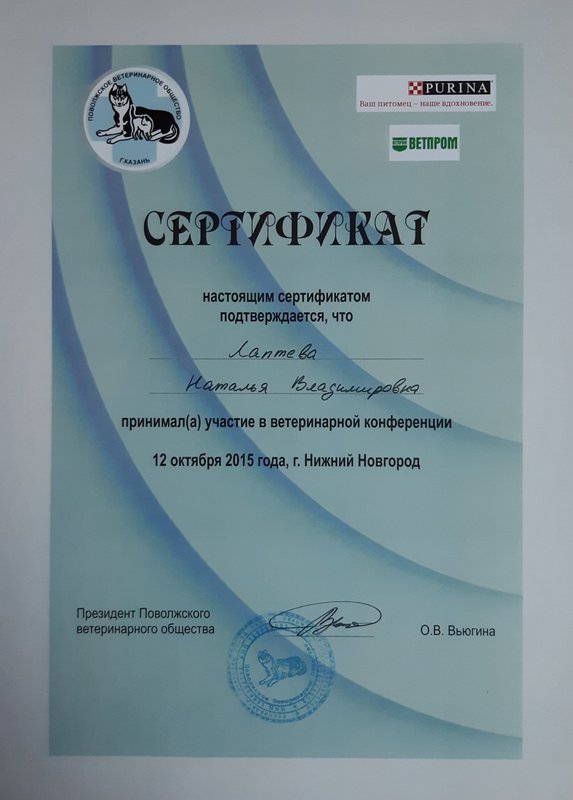 ПОВОЛЖСКОЕ ВЕТЕРИНАРНОЕ ОБЩЕСТВО
Г.КАЗАНЬ
PURINA
Ваш питомец – наше вдохновение.
ВЕТПРОМ
СЕРТИФИКАТ
настоящим сертификатом
подтверждается, что
Лаптева
Наталья Владимировна
принимал(а) участие в ветеринарной конференции
12 октября 2015 года, г. Нижний Новгород
Президент Поволжского
ветеринарного общества
О.В. Вьюгина